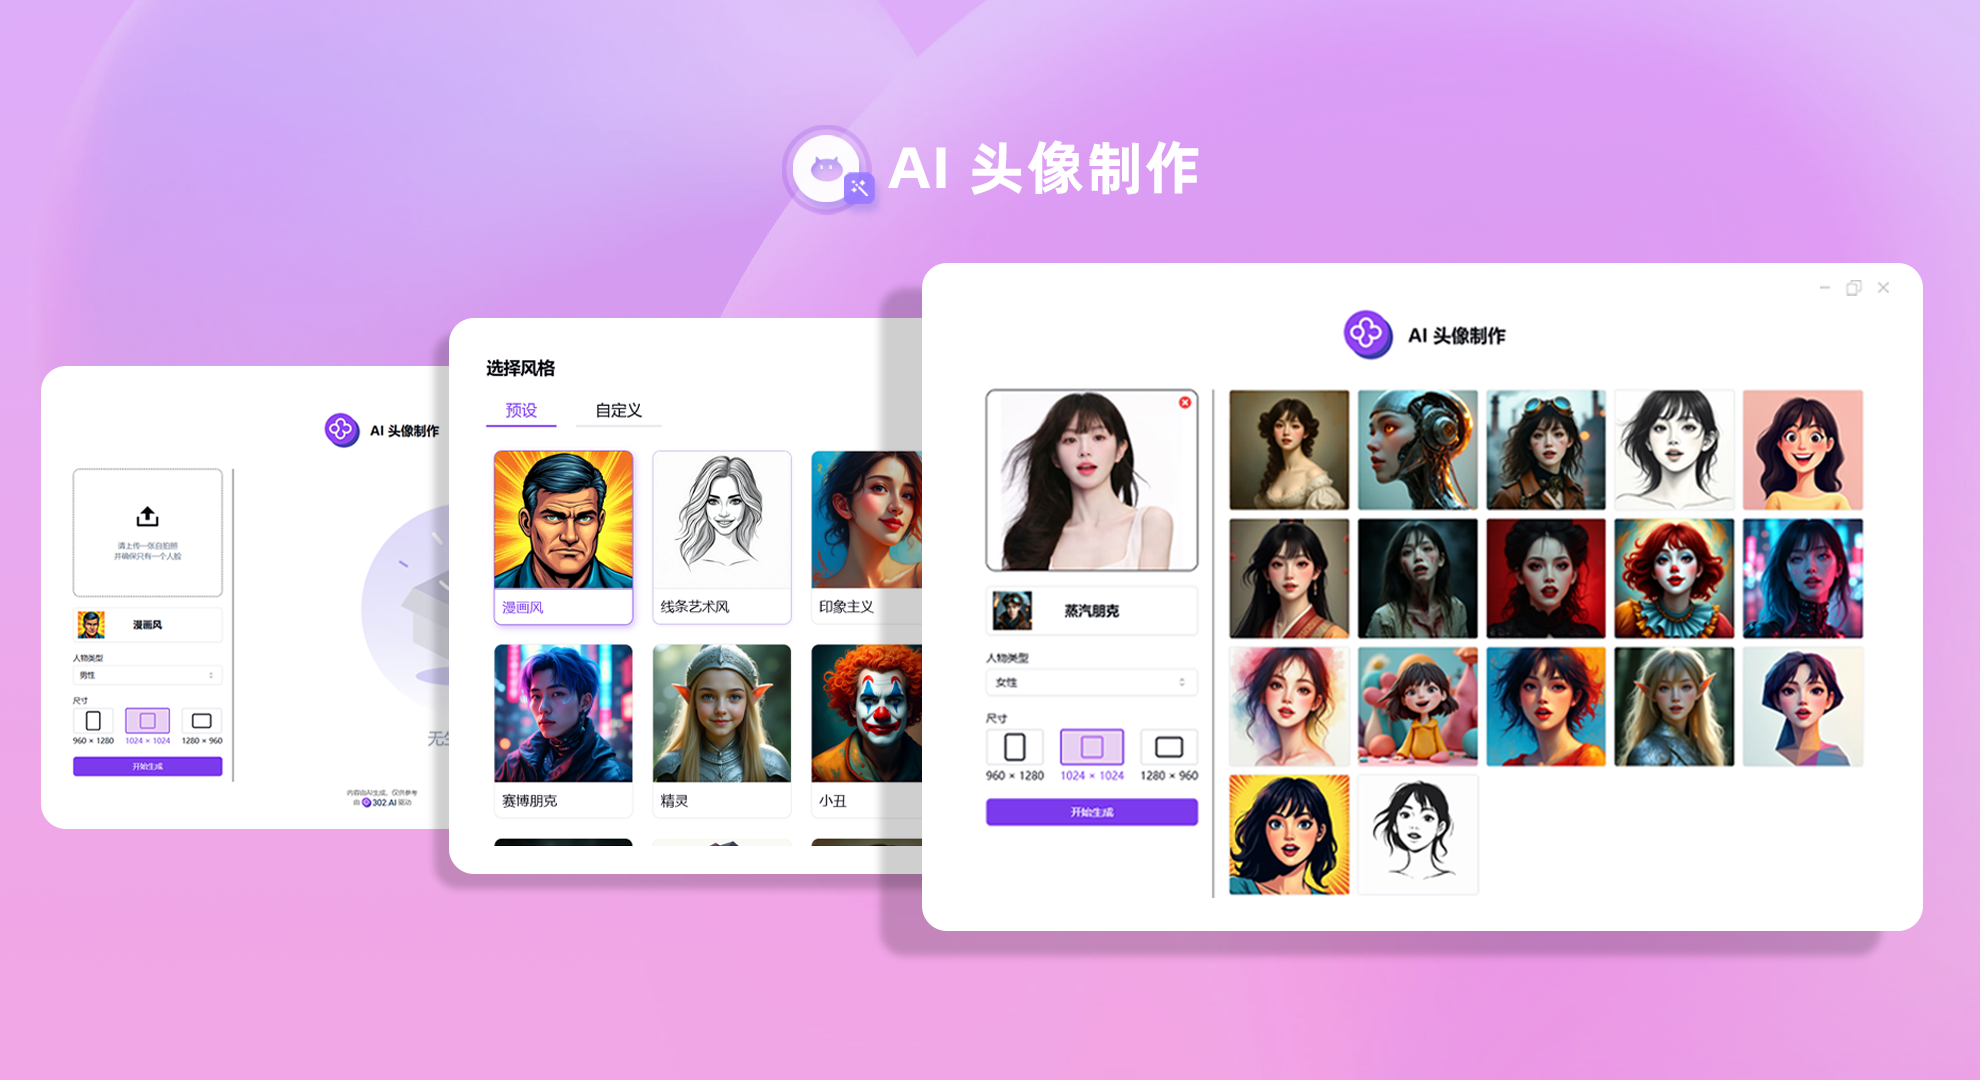 AI 头像制作
AI 头像制作
请上传一张自拍照
并确保只有一个人脸
漫画风
人物类型
男性
尺寸
960 × 1280
1024 × 1024
1280 × 960
开始生成
内容由AI生成，仅供参考
由 302.AI 驱动
选择风格
预设
自定义
漫画风
线条艺术风
印象主义
赛博朋克
精灵
小丑
AI 头像制作
蒸汽朋克
人物类型
女性
尺寸
960 × 1280
1024 × 1024
1280 × 960
开始生成